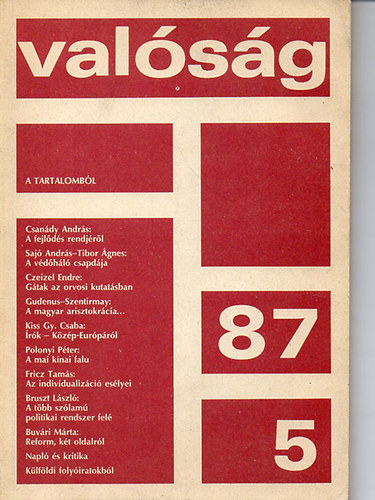 valóság
A TARTALOMBÓL
Csanády András:
A fejlődés rendjéről
Sajó András–Tibor Ágnes:
A védőháló csapdája
Czeizel Endre:
Gátak az orvosi kutatásban
Gudenus–Szentirmay:
A magyar arisztokrácia...
Kiss Gy. Csaba:
Írók – Közép-Európáról
Polonyi Péter:
A mai kínai falu
Fricz Tamás:
Az individualizáció esélyei
Bruszt László:
A több szólamú
politikai rendszer felé
Buvári Márta:
Reform, két oldalról
Napló és kritika
Külföldi folyóiratokból
87
5